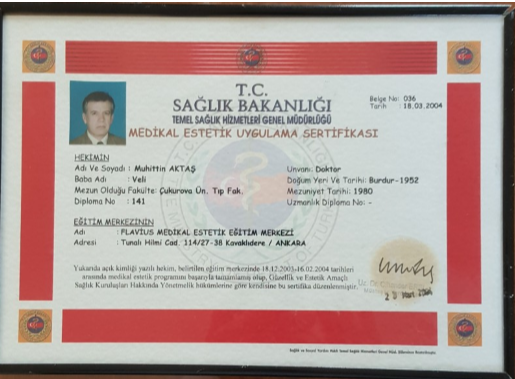 T.C.
SAĞLIK BAKANLIĞI
TEMEL SAĞLIK HİZMETLERİ GENEL MÜDÜRLÜĞÜ
MEDİKAL ESTETİK UYGULAMA SERTİFİKASI
Belge No: 036
Tarih : 18.03.2004
HEKİMİN
Adı Ve Soyadı : Muhittin AKTAŞ
Baba Adı : Veli
Mezun Olduğu Fakülte: Çukurova Ün. Tıp Fak.
Diploma No : 141
Unvanı: Doktor
Doğum Yeri Ve Tarihi: Burdur-1952
Mezuniyet Tarihi: 1980
Uzmanlık Diploma No: -
EĞİTİM MERKEZİNİN
Adı : FLAVİUS MEDİKAL ESTETİK EĞİTİM MERKEZİ
Adresi : Tunalı Hilmi Cad. 114/27-38 Kavaklıdere / ANKARA
Yukarıda açık kimliği yazılı hekim, belirtilen eğitim merkezinde 18.12.2003-16.02.2004 tarihleri
arasında medikal estetik programını başarıyla tamamlamış olup, Güzellik ve Estetik Amaçlı
Sağlık Kuruluşları Hakkında Yönetmelik hükümlerine göre kendisine bu sertifika düzenlenmiştir.
2004